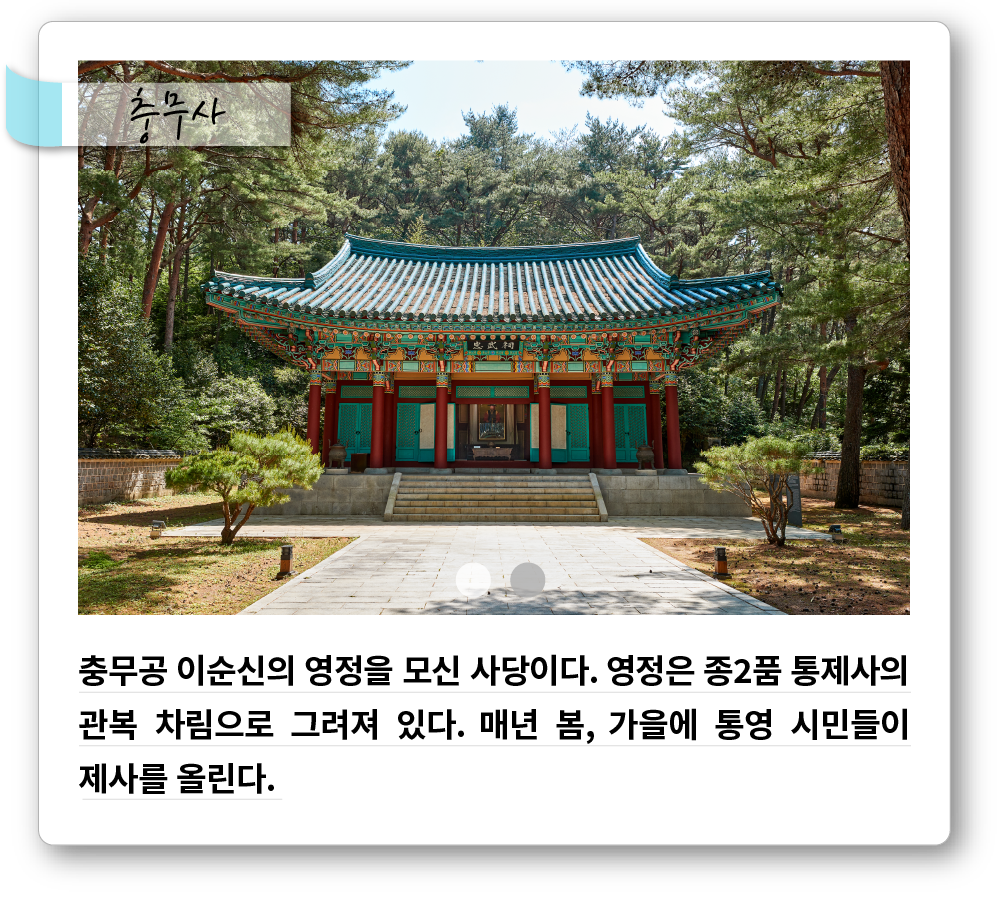 충무사
忠武祠
충무공 이순신의 영정을 모신 사당이다. 영정은 종2품 통제사의
관복 차림으로 그려져 있다. 매년 봄, 가을에 통영 시민들이
제사를 올린다.